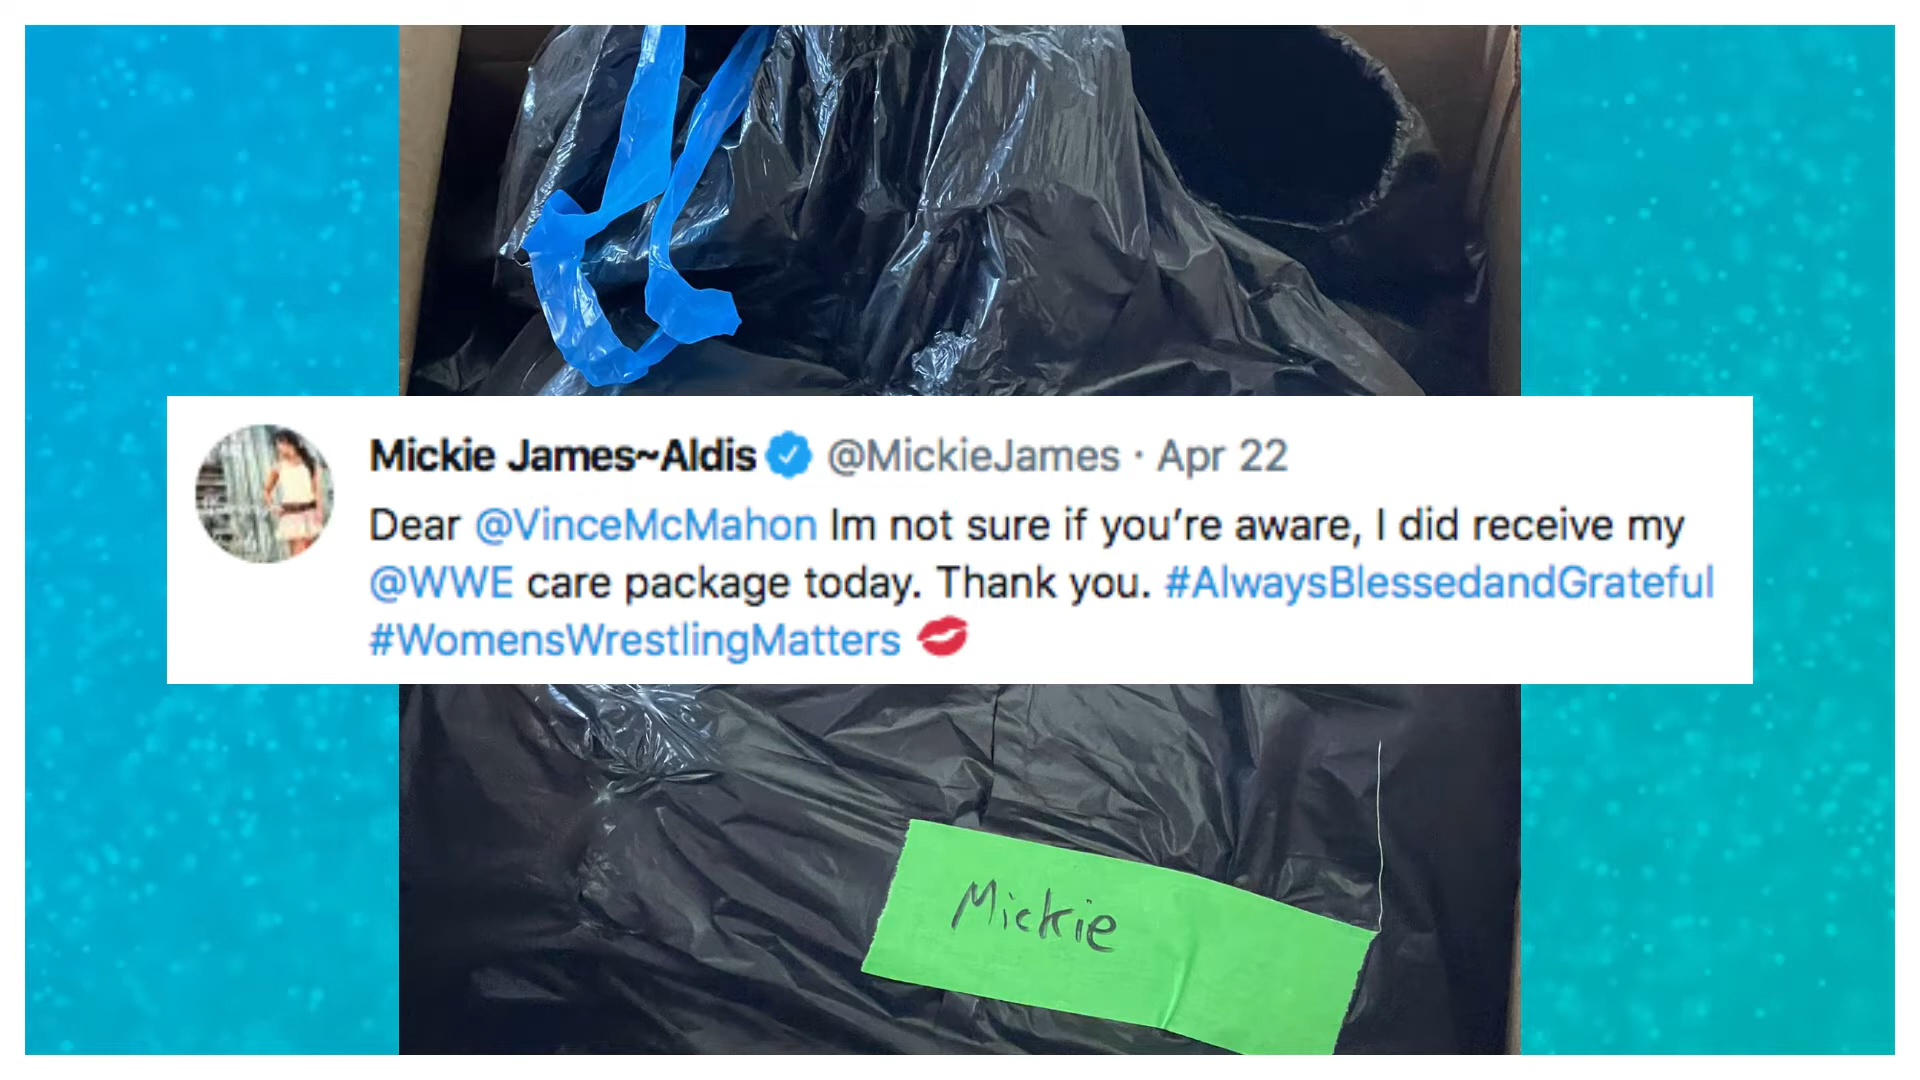 Mickie James~Aldis @MickieJames · Apr 22
Dear @VinceMcMahon Im not sure if you’re aware, I did receive my
@WWE care package today. Thank you. #AlwaysBlessedandGrateful
#WomensWrestlingMatters 💋
Mickie